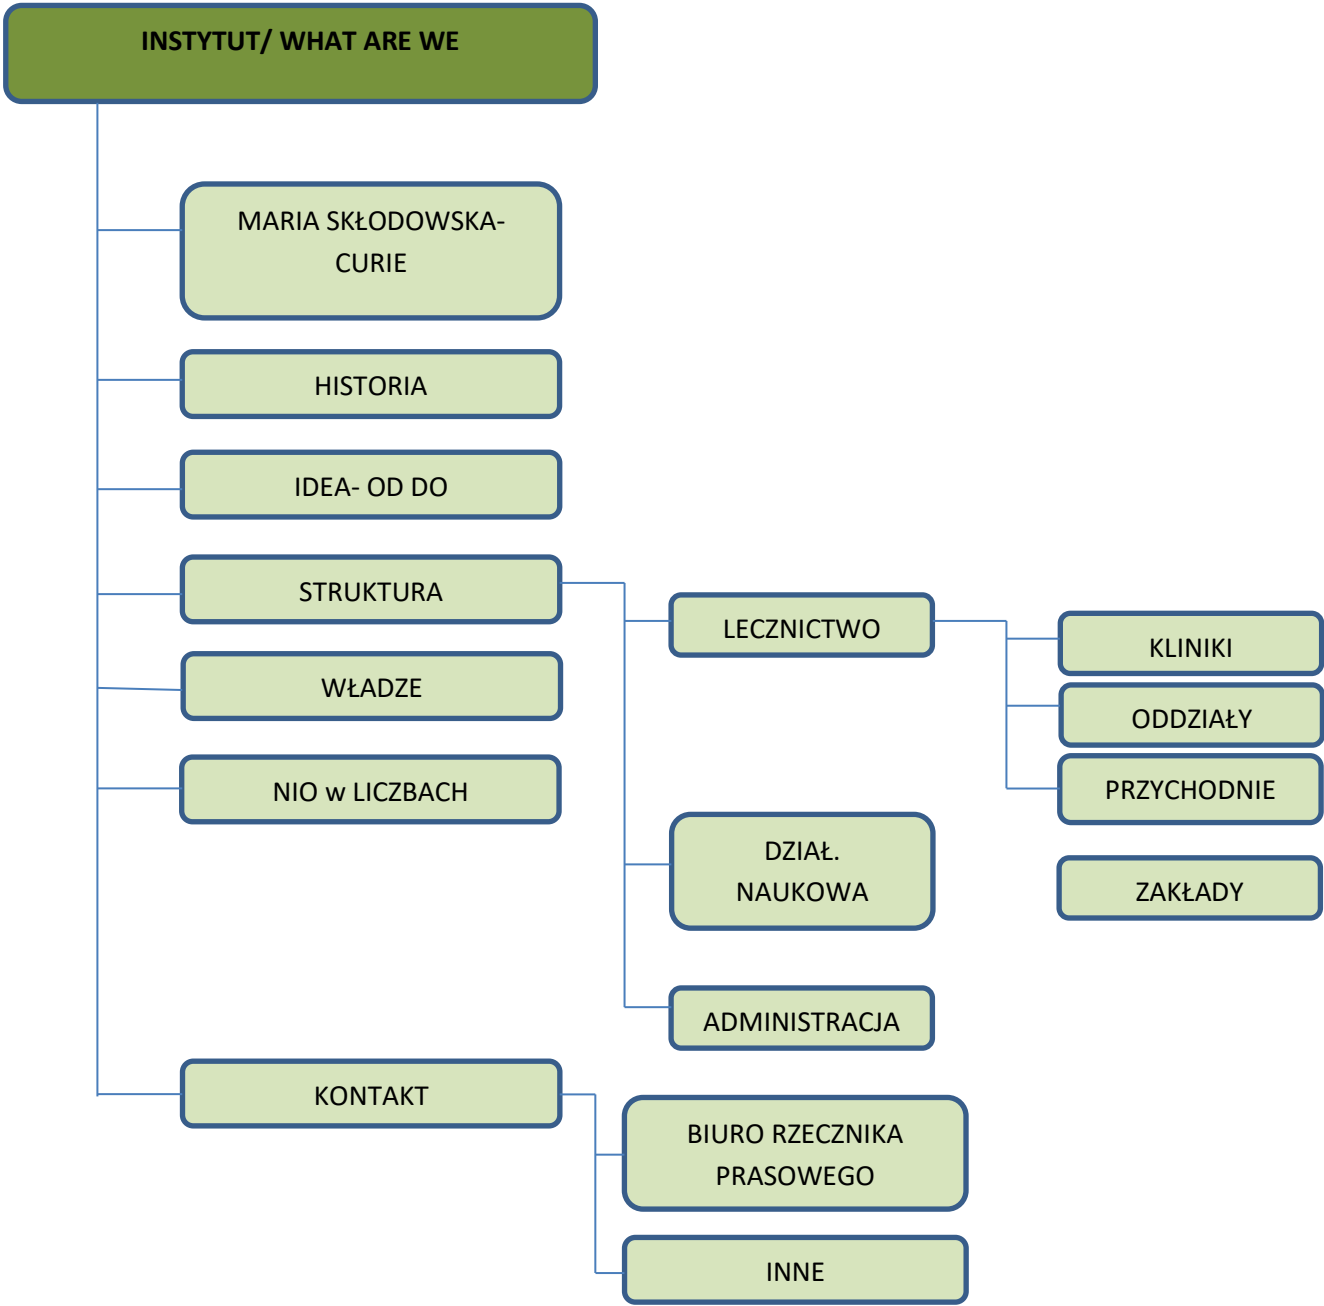 INSTYTUT/ WHAT ARE WE
MARIA SKŁODOWSKA-
CURIE
HISTORIA
IDEA- OD DO
STRUKTURA
WŁADZE
NIO w LICZBACH
KONTAKT
LECZNICTWO
DZIAŁ.
NAUKOWA
ADMINISTRACJA
BIURO RZECZNIKA
PRASOWEGO
INNE
KLINIKI
ODDZIAŁY
PRZYCHODNIE
ZAKŁADY